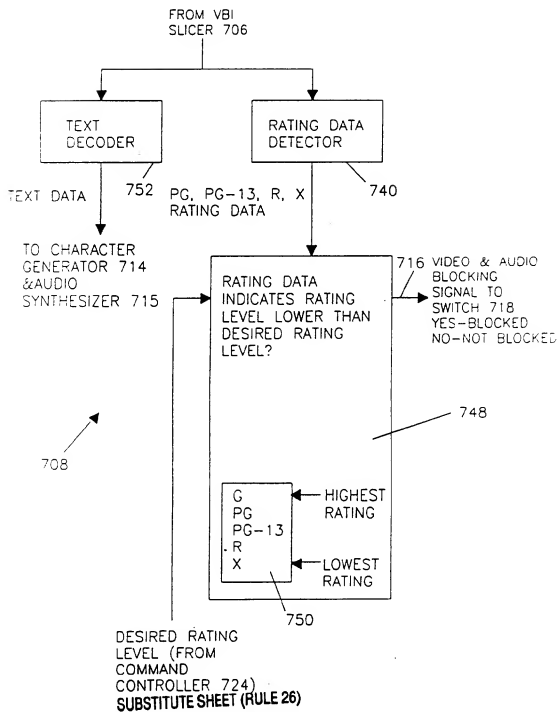 FROM VBI
SLICER 706
TEXT
DECODER
752
RATING DATA
DETECTOR
740
TEXT DATA
PG, PG-13, R, X
RATING DATA
TO CHARACTER
GENERATOR 714
&AUDIO
SYNTHESIZER 715
RATING DATA
INDICATES RATING
LEVEL LOWER THAN
DESIRED RATING
LEVEL?
716 VIDEO & AUDIO
BLOCKING
SIGNAL TO
SWITCH 718
YES-BLOCKED
NO-NOT BLOCKED
708
748
G
PG
PG-13
R
X
HIGHEST
RATING
LOWEST
RATING
750
DESIRED RATING
LEVEL (FROM
COMMAND
CONTROLLER 724)
SUBSTITUTE SHEET (RULE 26)